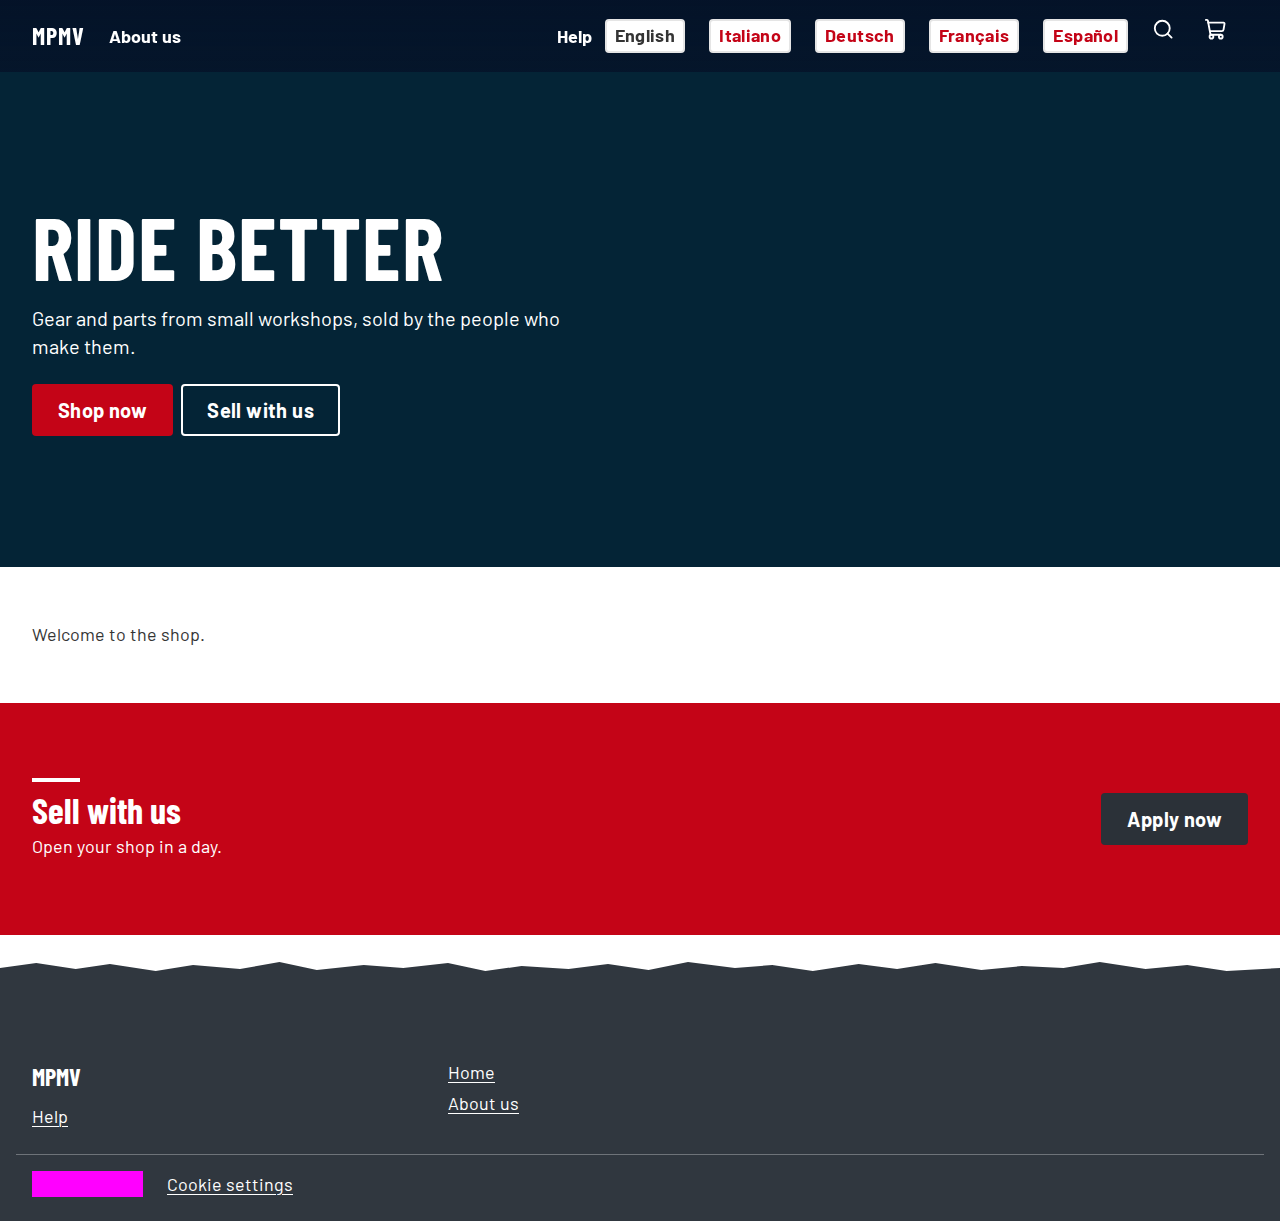 MPMV About us Help English Italiano Deutsch Français Español
RIDE BETTER
Gear and parts from small workshops, sold by the people who
make them.
Shop now Sell with us
Welcome to the shop.
Sell with us
Open your shop in a day.
Apply now
MPMV
Help
Home
About us
Cookie settings